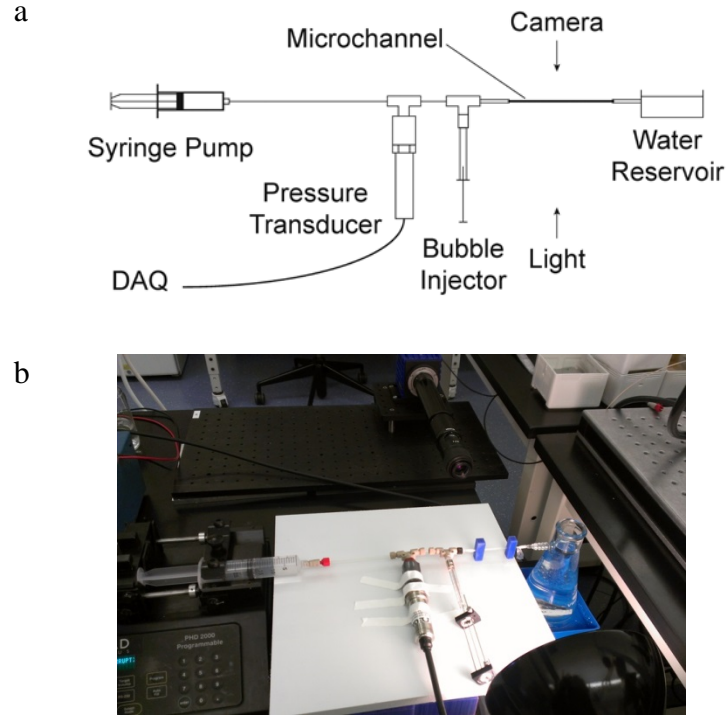 a
Microchannel
Camera
Syringe Pump
Water
Reservoir
Pressure
Transducer
Bubble
Injector
Light
DAQ
b
PHD 2000
Programmable